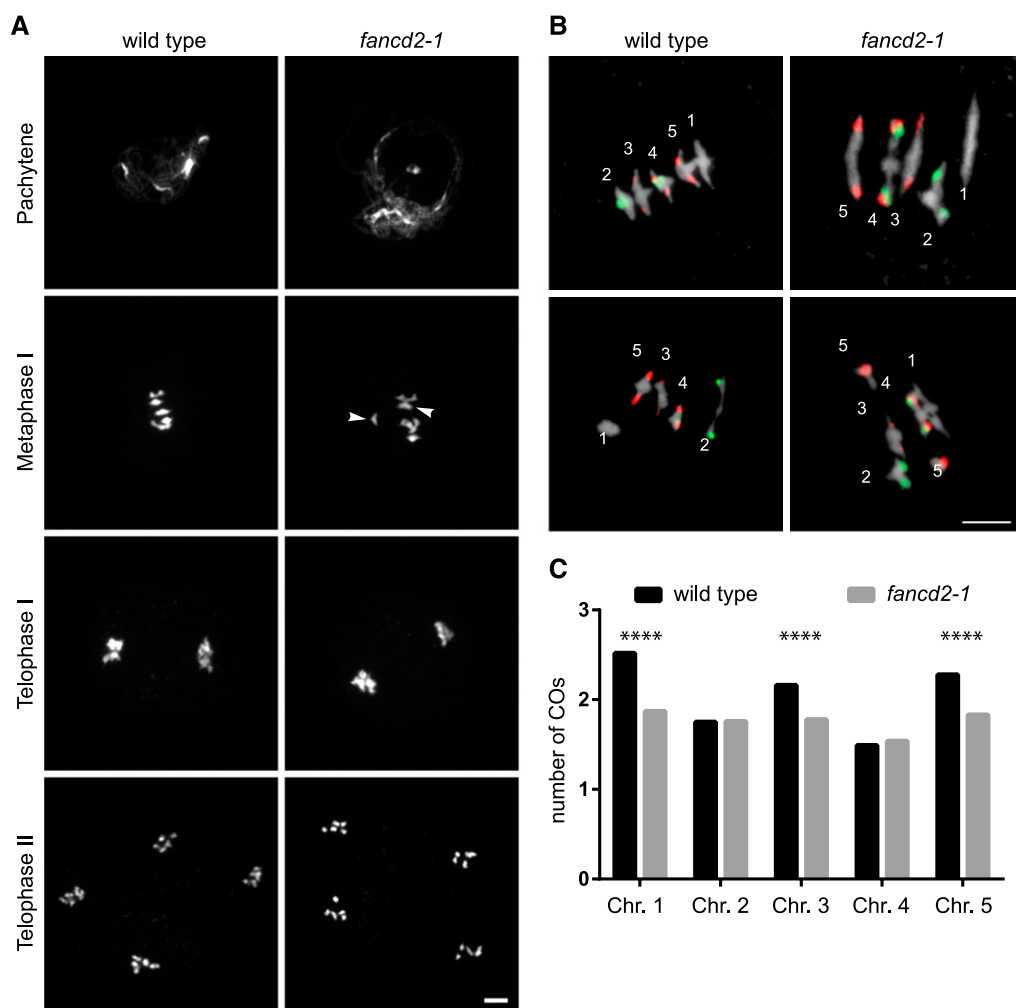 A
wild type
fancd2-1
Pachytene
Metaphase I
Telophase I
Telophase II
B
wild type
fancd2-1
1
5
3
4
2
5
4
3
2
1
5
3
4
1
2
5
1
4
3
2
5
C
wild type
fancd2-1
number of COs
3
2
1
0
****
****
****
Chr. 1
Chr. 2
Chr. 3
Chr. 4
Chr. 5